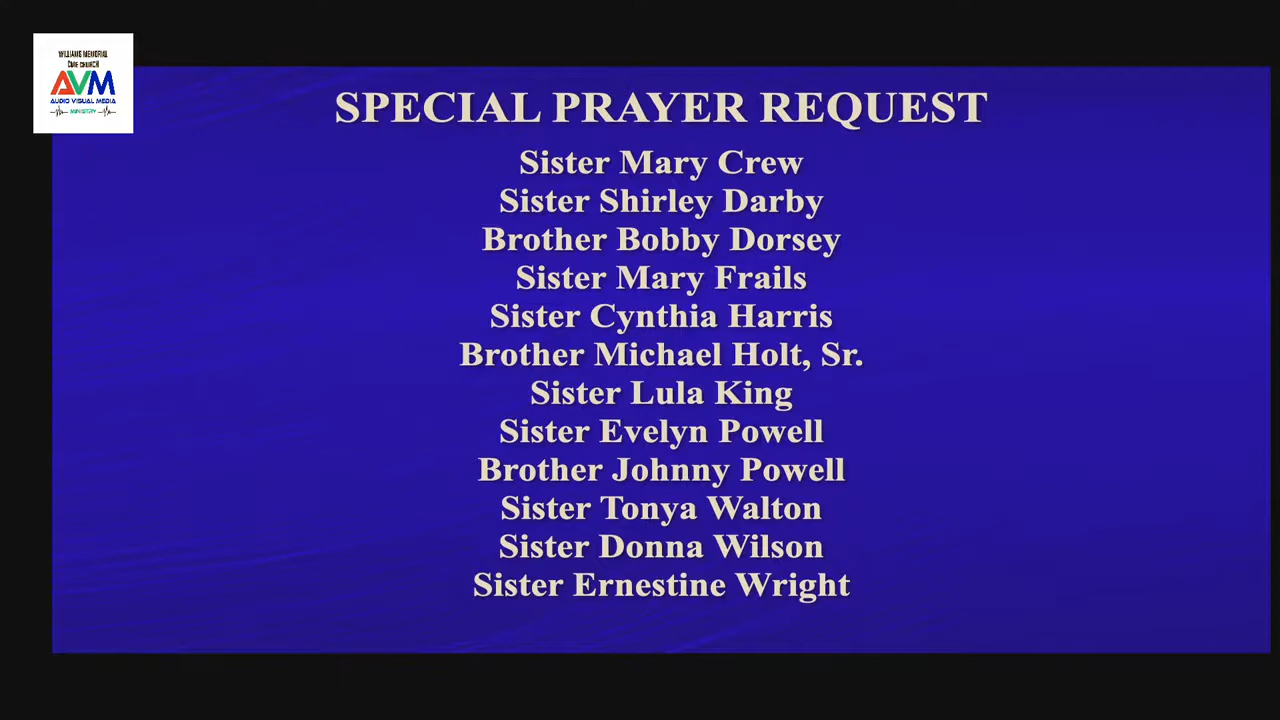 WILLIAMS MEMORIAL
CME CHURCH
AVM
AUDIO VISUAL MEDIA
MINISTRY
SPECIAL PRAYER REQUEST
Sister Mary Crew
Sister Shirley Darby
Brother Bobby Dorsey
Sister Mary Frails
Sister Cynthia Harris
Brother Michael Holt, Sr.
Sister Lula King
Sister Evelyn Powell
Brother Johnny Powell
Sister Tonya Walton
Sister Donna Wilson
Sister Ernestine Wright